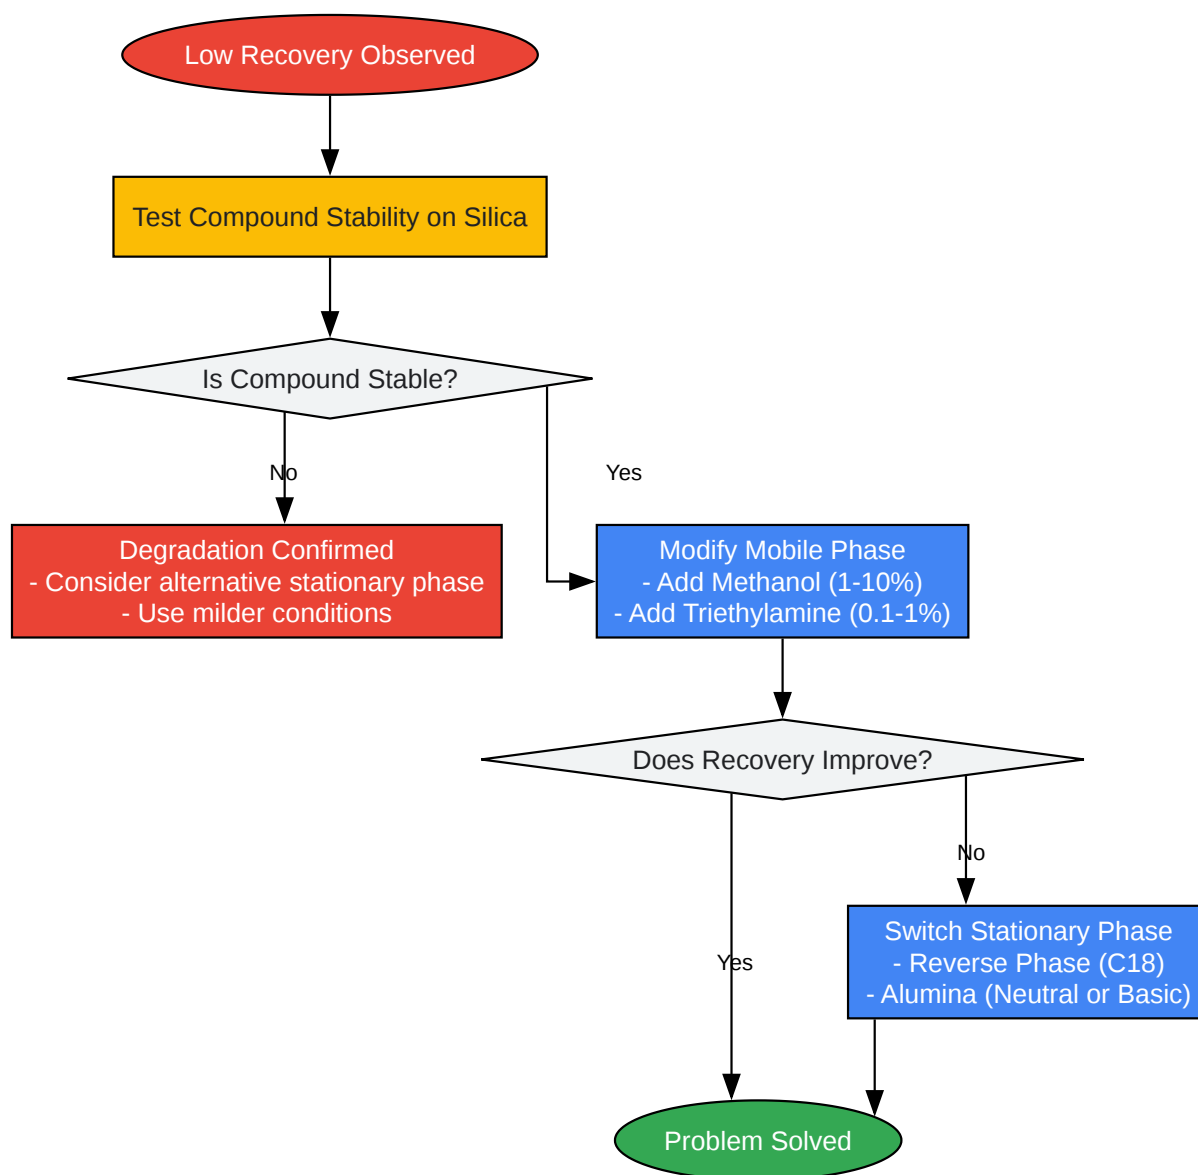 Low Recovery Observed
Test Compound Stability on Silica
Is Compound Stable?
No
Yes
Degradation Confirmed
- Consider alternative stationary phase
- Use milder conditions
Modify Mobile Phase
- Add Methanol (1-10%)
- Add Triethylamine (0.1-1%)
Does Recovery Improve?
No
Yes
Switch Stationary Phase
- Reverse Phase (C18)
- Alumina (Neutral or Basic)
Problem Solved